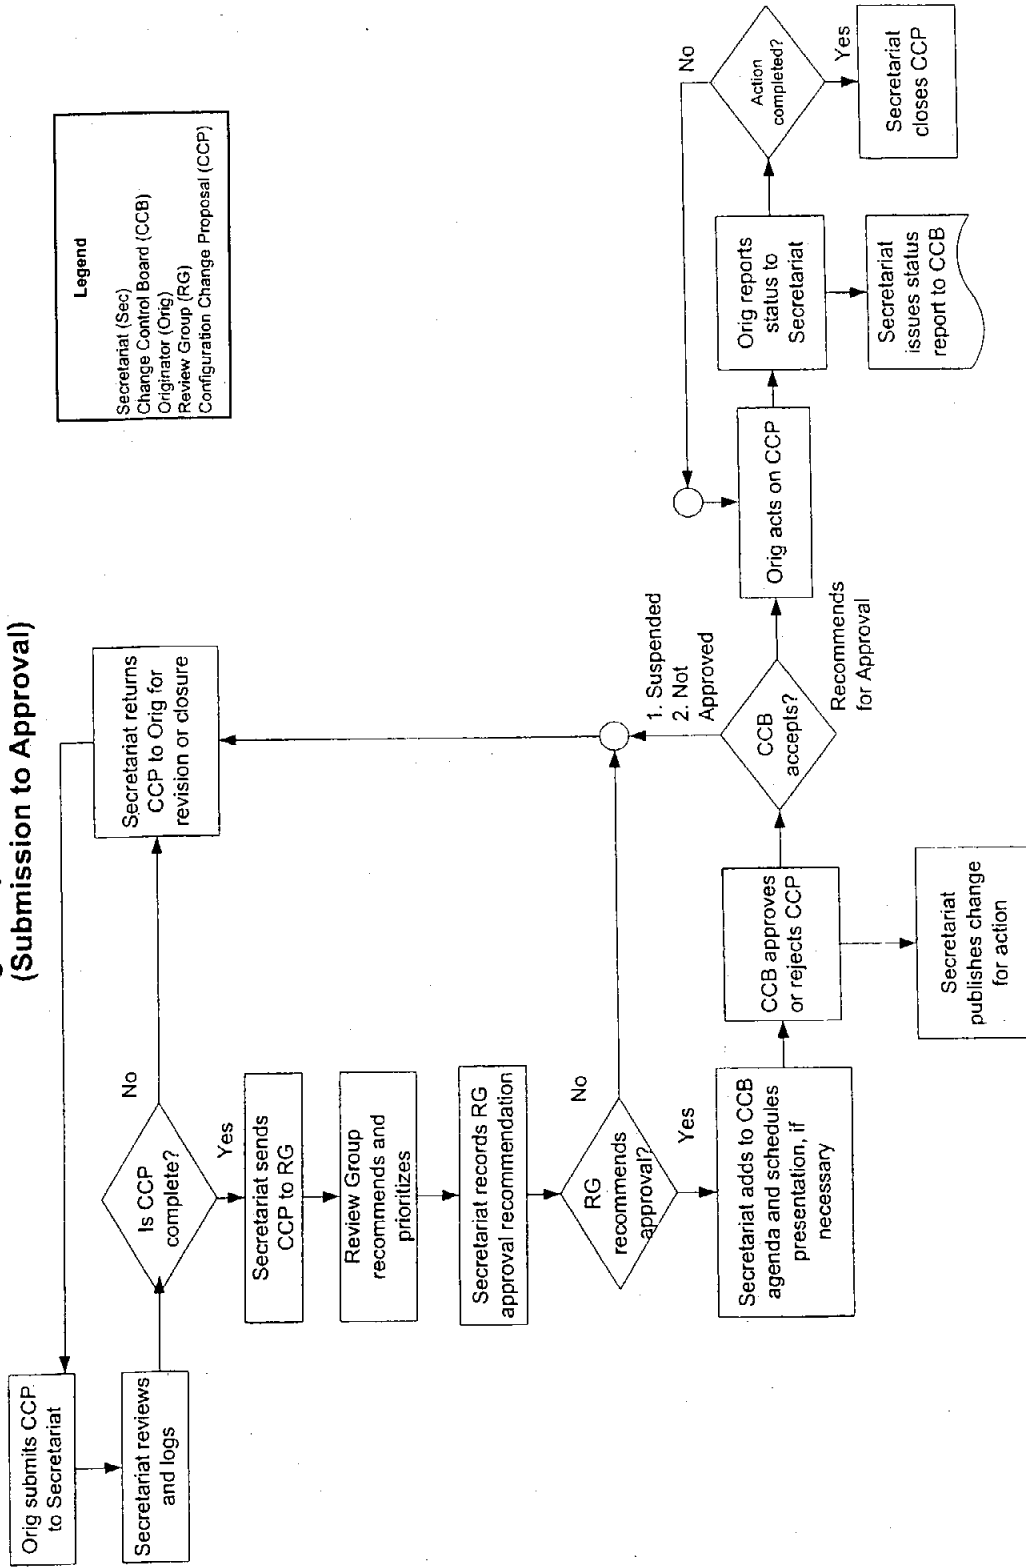 (Submission to Approval)
Legend
Secretariat (Sec)
Change Control Board (CCB)
Originator (Orig)
Review Group (RG)
Configuration Change Proposal (CCP)
Orig submits CCP
to Secretariat
Secretariat reviews
and logs
Is CCP
complete?
No
Yes
Secretariat returns
CCP to Orig for
revision or closure
Secretariat sends
CCP to RG
Review Group
recommends and
prioritizes
Secretariat records RG
approval recommendation
RG
recommends
approval?
No
Yes
Secretariat adds to CCB
agenda and schedules
presentation, if
necessary
CCB approves
or rejects CCP
Secretariat
publishes change
for action
CCB
accepts?
1. Suspended
2. Not
Approved
Recommends
for Approval
Orig acts on CCP
Orig reports
status to
Secretariat
Secretariat
issues status
report to CCB
Action
completed?
No
Yes
Secretariat
closes CCP